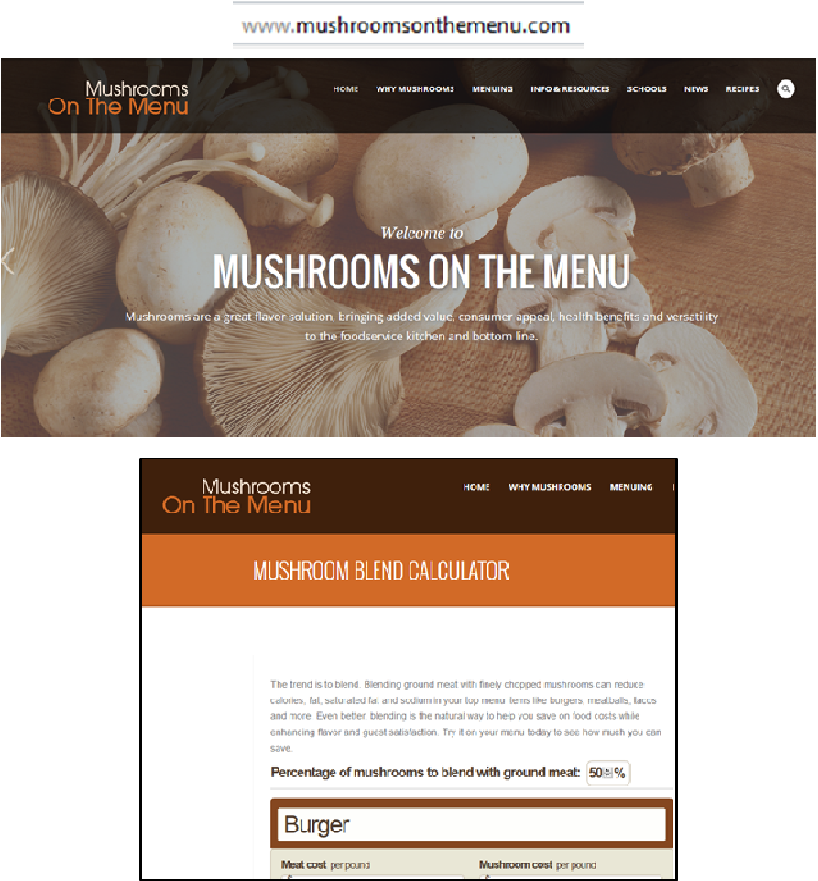 www.mushroomsonthemenu.com
Mushrooms
On The Menu
HOME WHY MUSHROOMS MENUING INFO & RESOURCES SCHOOLS NEWS RECIPES
Welcome to
MUSHROOMS ON THE MENU
Mushrooms are a great flavor solution, bringing added value, consumer appeal, health benefits and versatility
to the foodservice kitchen and bottom line.
Mushrooms
On The Menu
HOME WHY MUSHROOMS MENUING
MUSHROOM BLEND CALCULATOR
The trend is to blend. Blending ground meat with finely chopped mushrooms can reduce
calories, fat, saturated fat and sodium in your top menu items like burgers, meatballs, tacos
and more. Even better, blending is the natural way to help you save on food costs while
enhancing flavor and guest satisfaction. Try it on your menu today to see how much you can
save.
Percentage of mushrooms to blend with ground meat: 50 %
Burger
Meat cost per pound Mushroom cost per pound